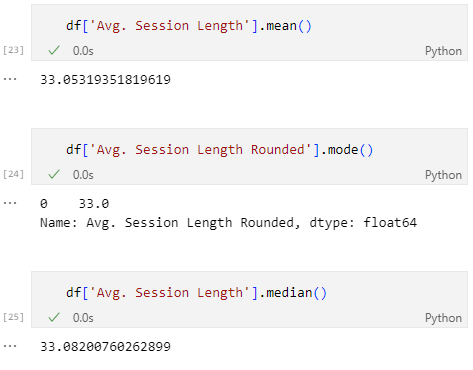 df['Avg. Session Length'].mean()
[23] ✓ 0.0s Python
... 33.05319351819619
df['Avg. Session Length Rounded'].mode()
[24] ✓ 0.0s Python
... 0    33.0
Name: Avg. Session Length Rounded, dtype: float64
df['Avg. Session Length'].median()
[25] ✓ 0.0s Python
... 33.08200760262899